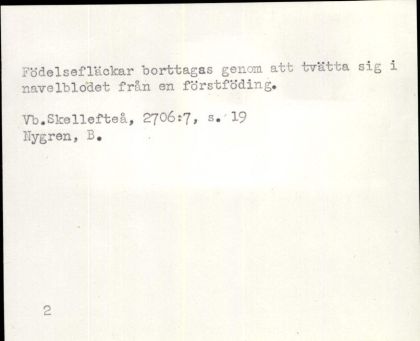 Födelsefläckar borttagas genom att tvätta sig i
navelblodet från en förstföding.
Vb.Skellefteå, 2706:7, s. 19
Nygren, B.
2